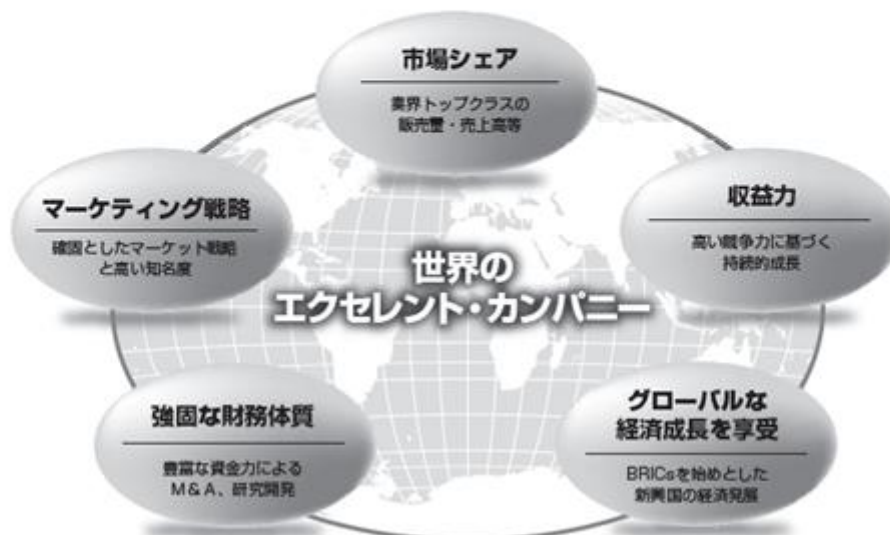 市場シェア
業界トップクラスの
販売量・売上高等
マーケティング戦略
確固としたマーケット戦略
と高い知名度
収益力
高い競争力に基づく
持続的成長
世界の
エクセレント・カンパニー
強固な財務体質
豊富な資金力による
M＆A、研究開発
グローバルな
経済成長を享受
BRICsを始めとした
新興国の経済発展